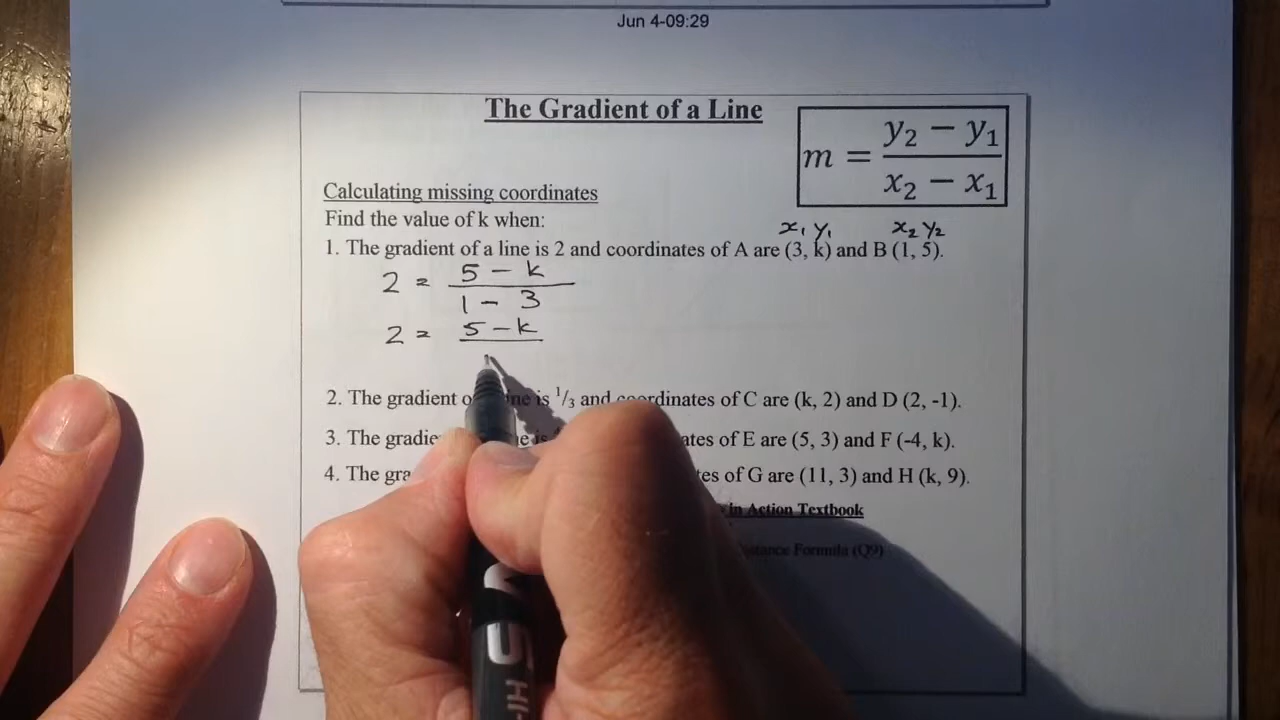 Jun 4-09:29
The Gradient of a Line
m = y₂ − y₁ / x₂ − x₁
Calculating missing coordinates
Find the value of k when:
x₁ y₁ x₂ y₂
1. The gradient of a line is 2 and coordinates of A are (3, k) and B (1, 5).
2 = 5 − k / 1 − 3
2 = 5 − k
2. The gradient ne is ¹/₃ and coordinates of C are (k, 2) and D (2, -1).
3. The gradie ates of E are (5, 3) and F (-4, k).
4. The gra tes of G are (11, 3) and H (k, 9).
in Action Textbook
Formula (Q9)